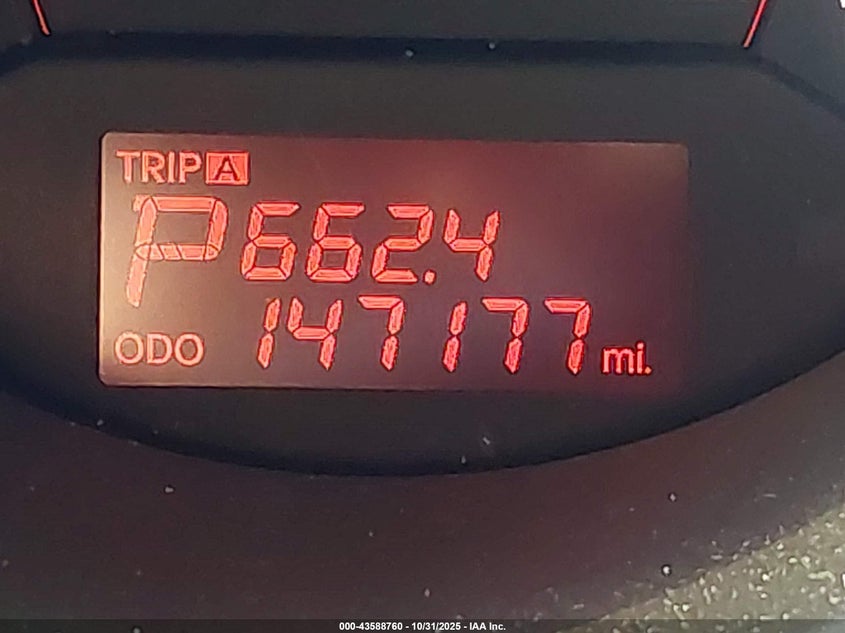 TRIP A
P 662.4
ODO 147177 mi.
000-43588760 - 10/31/2025 - IAA Inc.